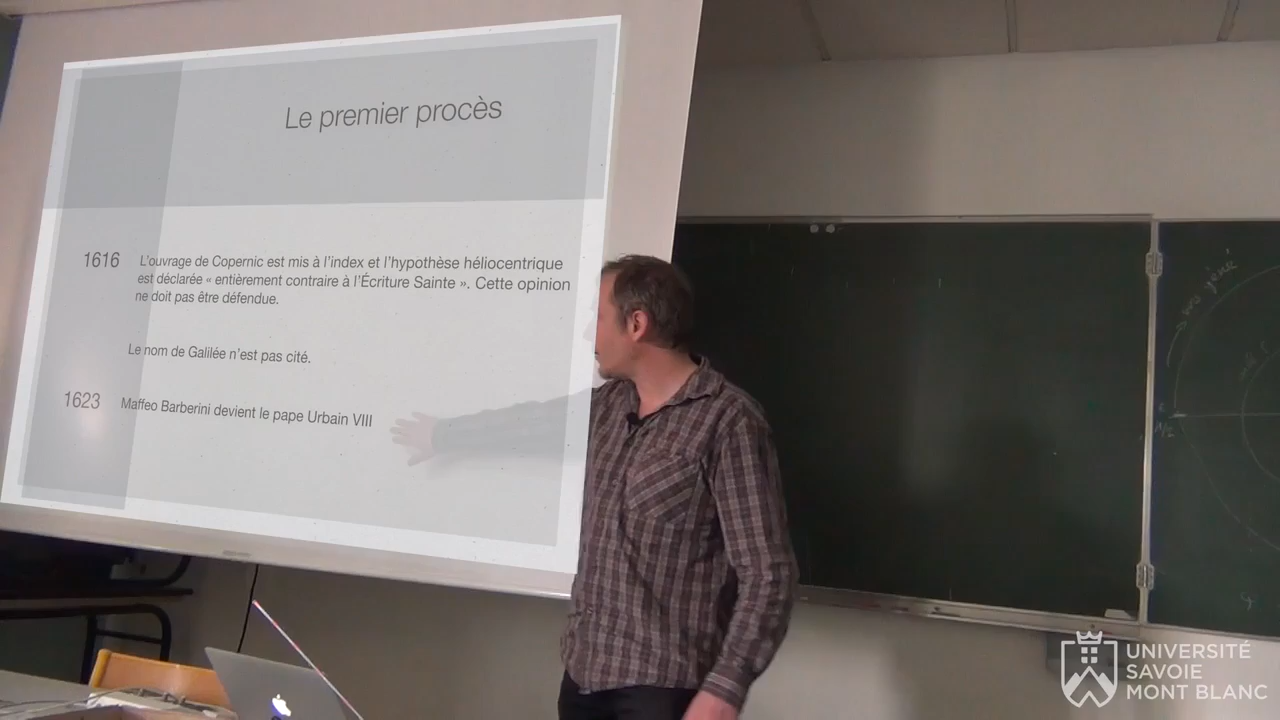 Le premier procès
1616 L'ouvrage de Copernic est mis à l'index et l'hypothèse héliocentrique
est déclarée « entièrement contraire à l'Écriture Sainte ». Cette opinion
ne doit pas être défendue.
Le nom de Galilée n'est pas cité.
1623 Maffeo Barberini devient le pape Urbain VIII
UNIVERSITÉ
SAVOIE
MONT BLANC